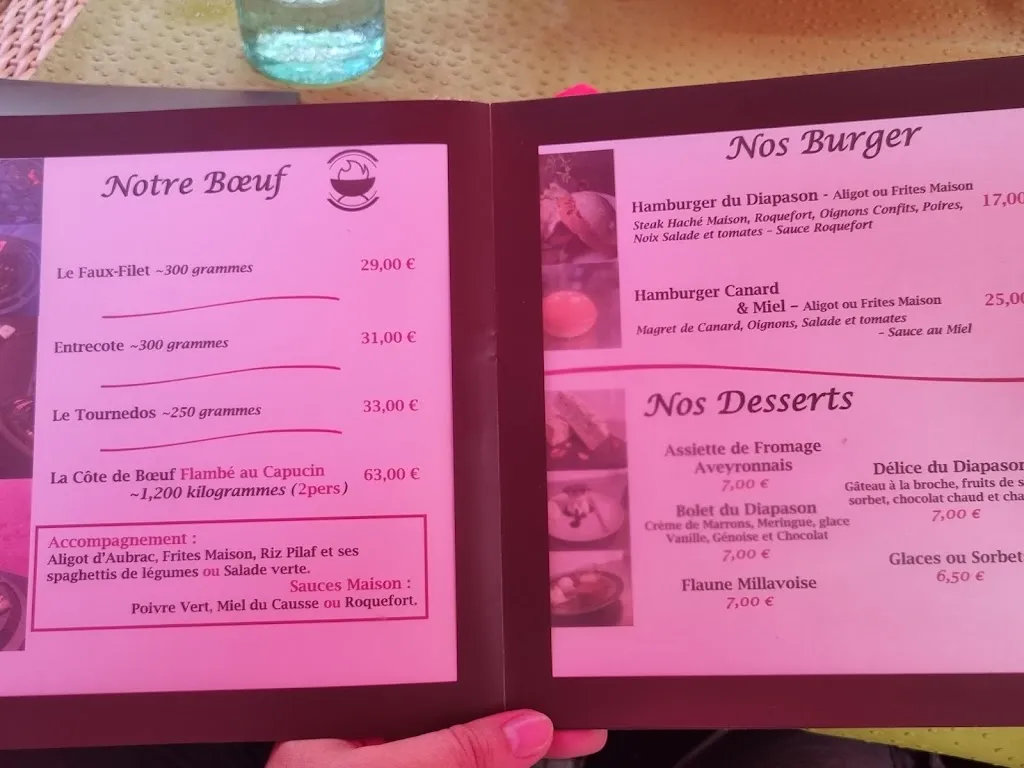 Notre Bœuf
Le Faux-Filet ~300 grammes 29,00 €
Entrecote ~300 grammes 31,00 €
Le Tournedos ~250 grammes 33,00 €
La Côte de Bœuf Flambé au Capucin 63,00 €
~1,200 kilogrammes (2pers)
Accompagnement :
Aligot d'Aubrac, Frites Maison, Riz Pilaf et ses
spaghettis de légumes ou Salade verte.
Sauces Maison :
Poivre Vert, Miel du Causse ou Roquefort.
Nos Burger
Hamburger du Diapason - Aligot ou Frites Maison 17,00
Steak Haché Maison, Roquefort, Oignons Confits, Poires,
Noix Salade et tomates – Sauce Roquefort
Hamburger Canard
& Miel – Aligot ou Frites Maison 25,00
Magret de Canard, Oignons, Salade et tomates
– Sauce au Miel
Nos Desserts
Assiette de Fromage
Aveyronnais
7,00 €
Bolet du Diapason
Crème de Marrons, Meringue, glace
Vanille, Génoise et Chocolat
7,00 €
Flaune Millavoise
7,00 €
Délice du Diapason
Gâteau à la broche, fruits de s
sorbet, chocolat chaud et cha
7,00 €
Glaces ou Sorbet
6,50 €